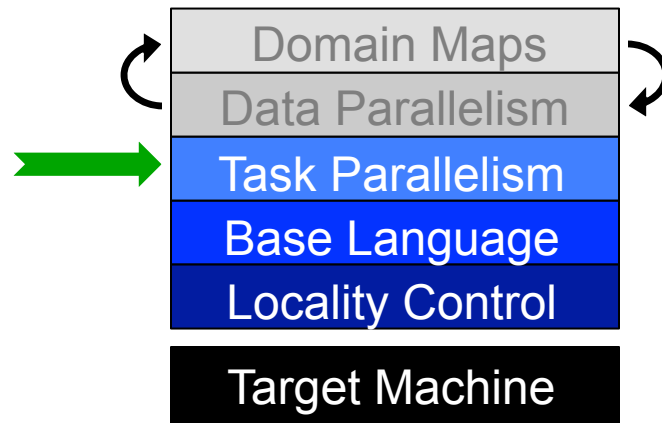 Domain Maps
Data Parallelism
Task Parallelism
Base Language
Locality Control
Target Machine